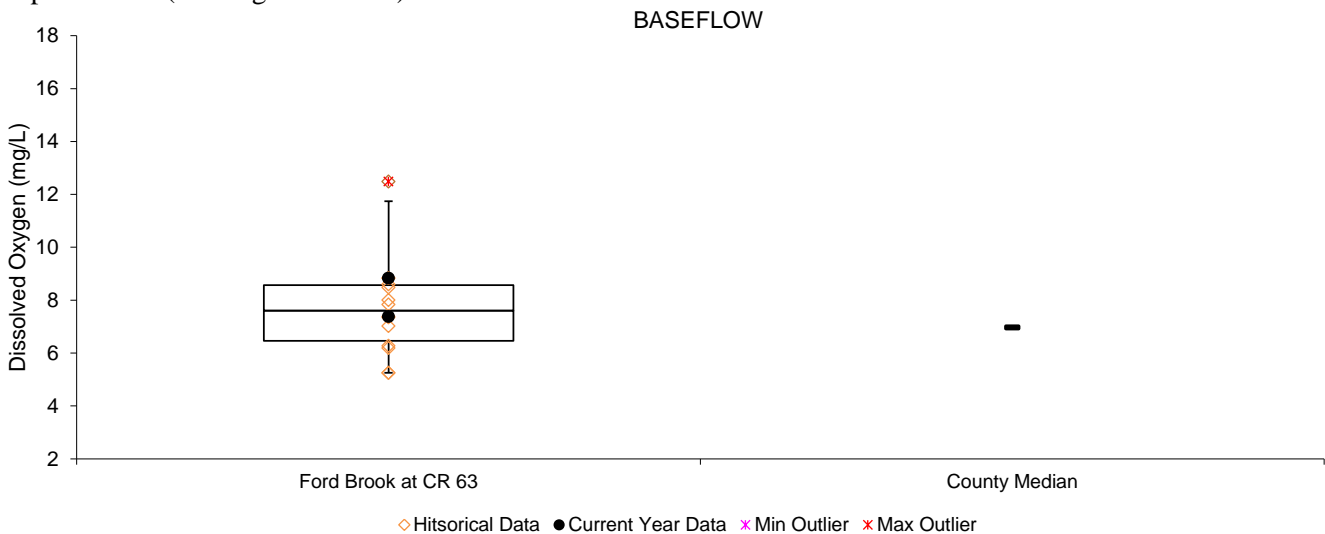 BASEFLOW
18
16
14
12
10
8
6
4
2
Dissolved Oxygen (mg/L)
Ford Brook at CR 63
County Median
Hitsorical Data Current Year Data Min Outlier Max Outlier